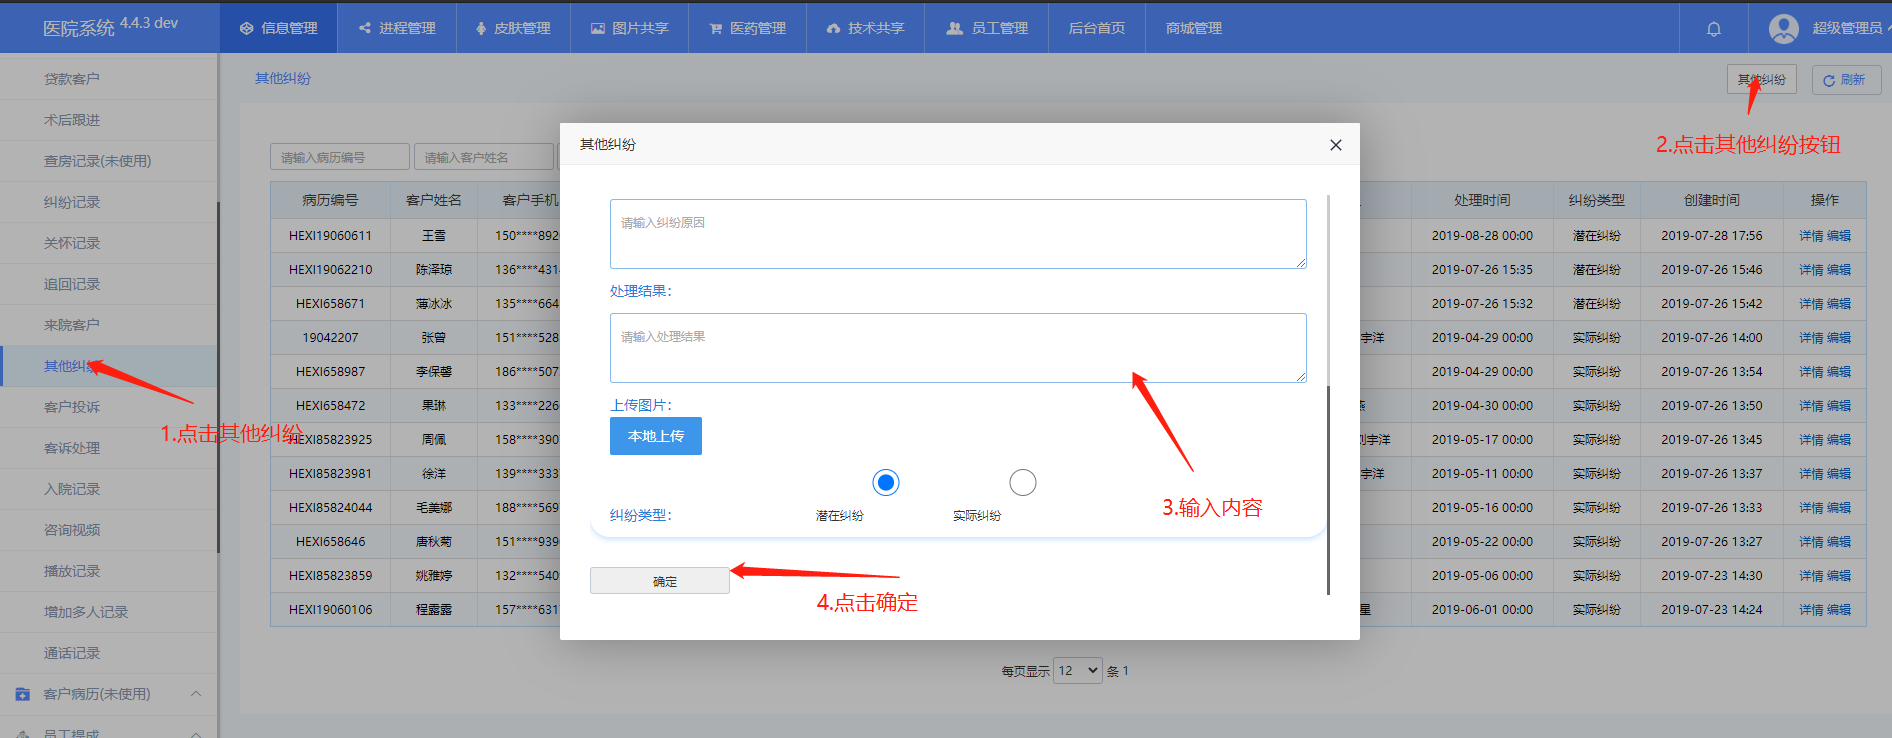 医院系统 4.4.3 dev 信息管理 进程管理 皮肤管理 图片共享 医药管理 技术共享 员工管理 后台首页 商城管理 超级管理员
贷款客户
术后跟进
查房记录(未使用)
纠纷记录
关怀记录
追回记录
来院客户
其他纠纷
客户投诉
客诉处理
入院记录
咨询视频
播放记录
增加多人记录
通话记录
客户病历(未使用)
员工提成
1.点击其他纠纷
其他纠纷 其他纠纷 刷新
2.点击其他纠纷按钮
请输入病历编号 请输入客户姓名
病历编号 客户姓名 客户手机 处理时间 纠纷类型 创建时间 操作
HEXI19060611 王雪 150****892 2019-08-28 00:00 潜在纠纷 2019-07-28 17:56 详情 编辑
HEXI19062210 陈泽琼 136****431 2019-07-26 15:35 潜在纠纷 2019-07-26 15:46 详情 编辑
HEXI658671 薄冰冰 135****664 2019-07-26 15:32 潜在纠纷 2019-07-26 15:42 详情 编辑
19042207 张曾 151****528 宇洋 2019-04-29 00:00 实际纠纷 2019-07-26 14:00 详情 编辑
HEXI658987 李保馨 186****507 2019-04-29 00:00 实际纠纷 2019-07-26 13:54 详情 编辑
HEXI658472 果琳 133****226 2019-04-30 00:00 实际纠纷 2019-07-26 13:50 详情 编辑
HEXI85823925 周佩 158****390 宇洋 2019-05-17 00:00 实际纠纷 2019-07-26 13:45 详情 编辑
HEXI85823981 徐洋 139****333 宇洋 2019-05-11 00:00 实际纠纷 2019-07-26 13:37 详情 编辑
HEXI85824044 毛美娜 188****569 2019-05-16 00:00 实际纠纷 2019-07-26 13:33 详情 编辑
HEXI658646 唐秋菊 151****939 2019-05-22 00:00 实际纠纷 2019-07-26 13:27 详情 编辑
HEXI85823859 姚雅婷 132****540 2019-05-06 00:00 实际纠纷 2019-07-23 14:30 详情 编辑
HEXI19060106 程露露 157****631 星 2019-06-01 00:00 实际纠纷 2019-07-23 14:24 详情 编辑
每页显示 12 条 1
其他纠纷
请输入纠纷原因
处理结果:
请输入处理结果
上传图片:
本地上传
纠纷类型: 潜在纠纷 实际纠纷
3.输入内容
确定
4.点击确定